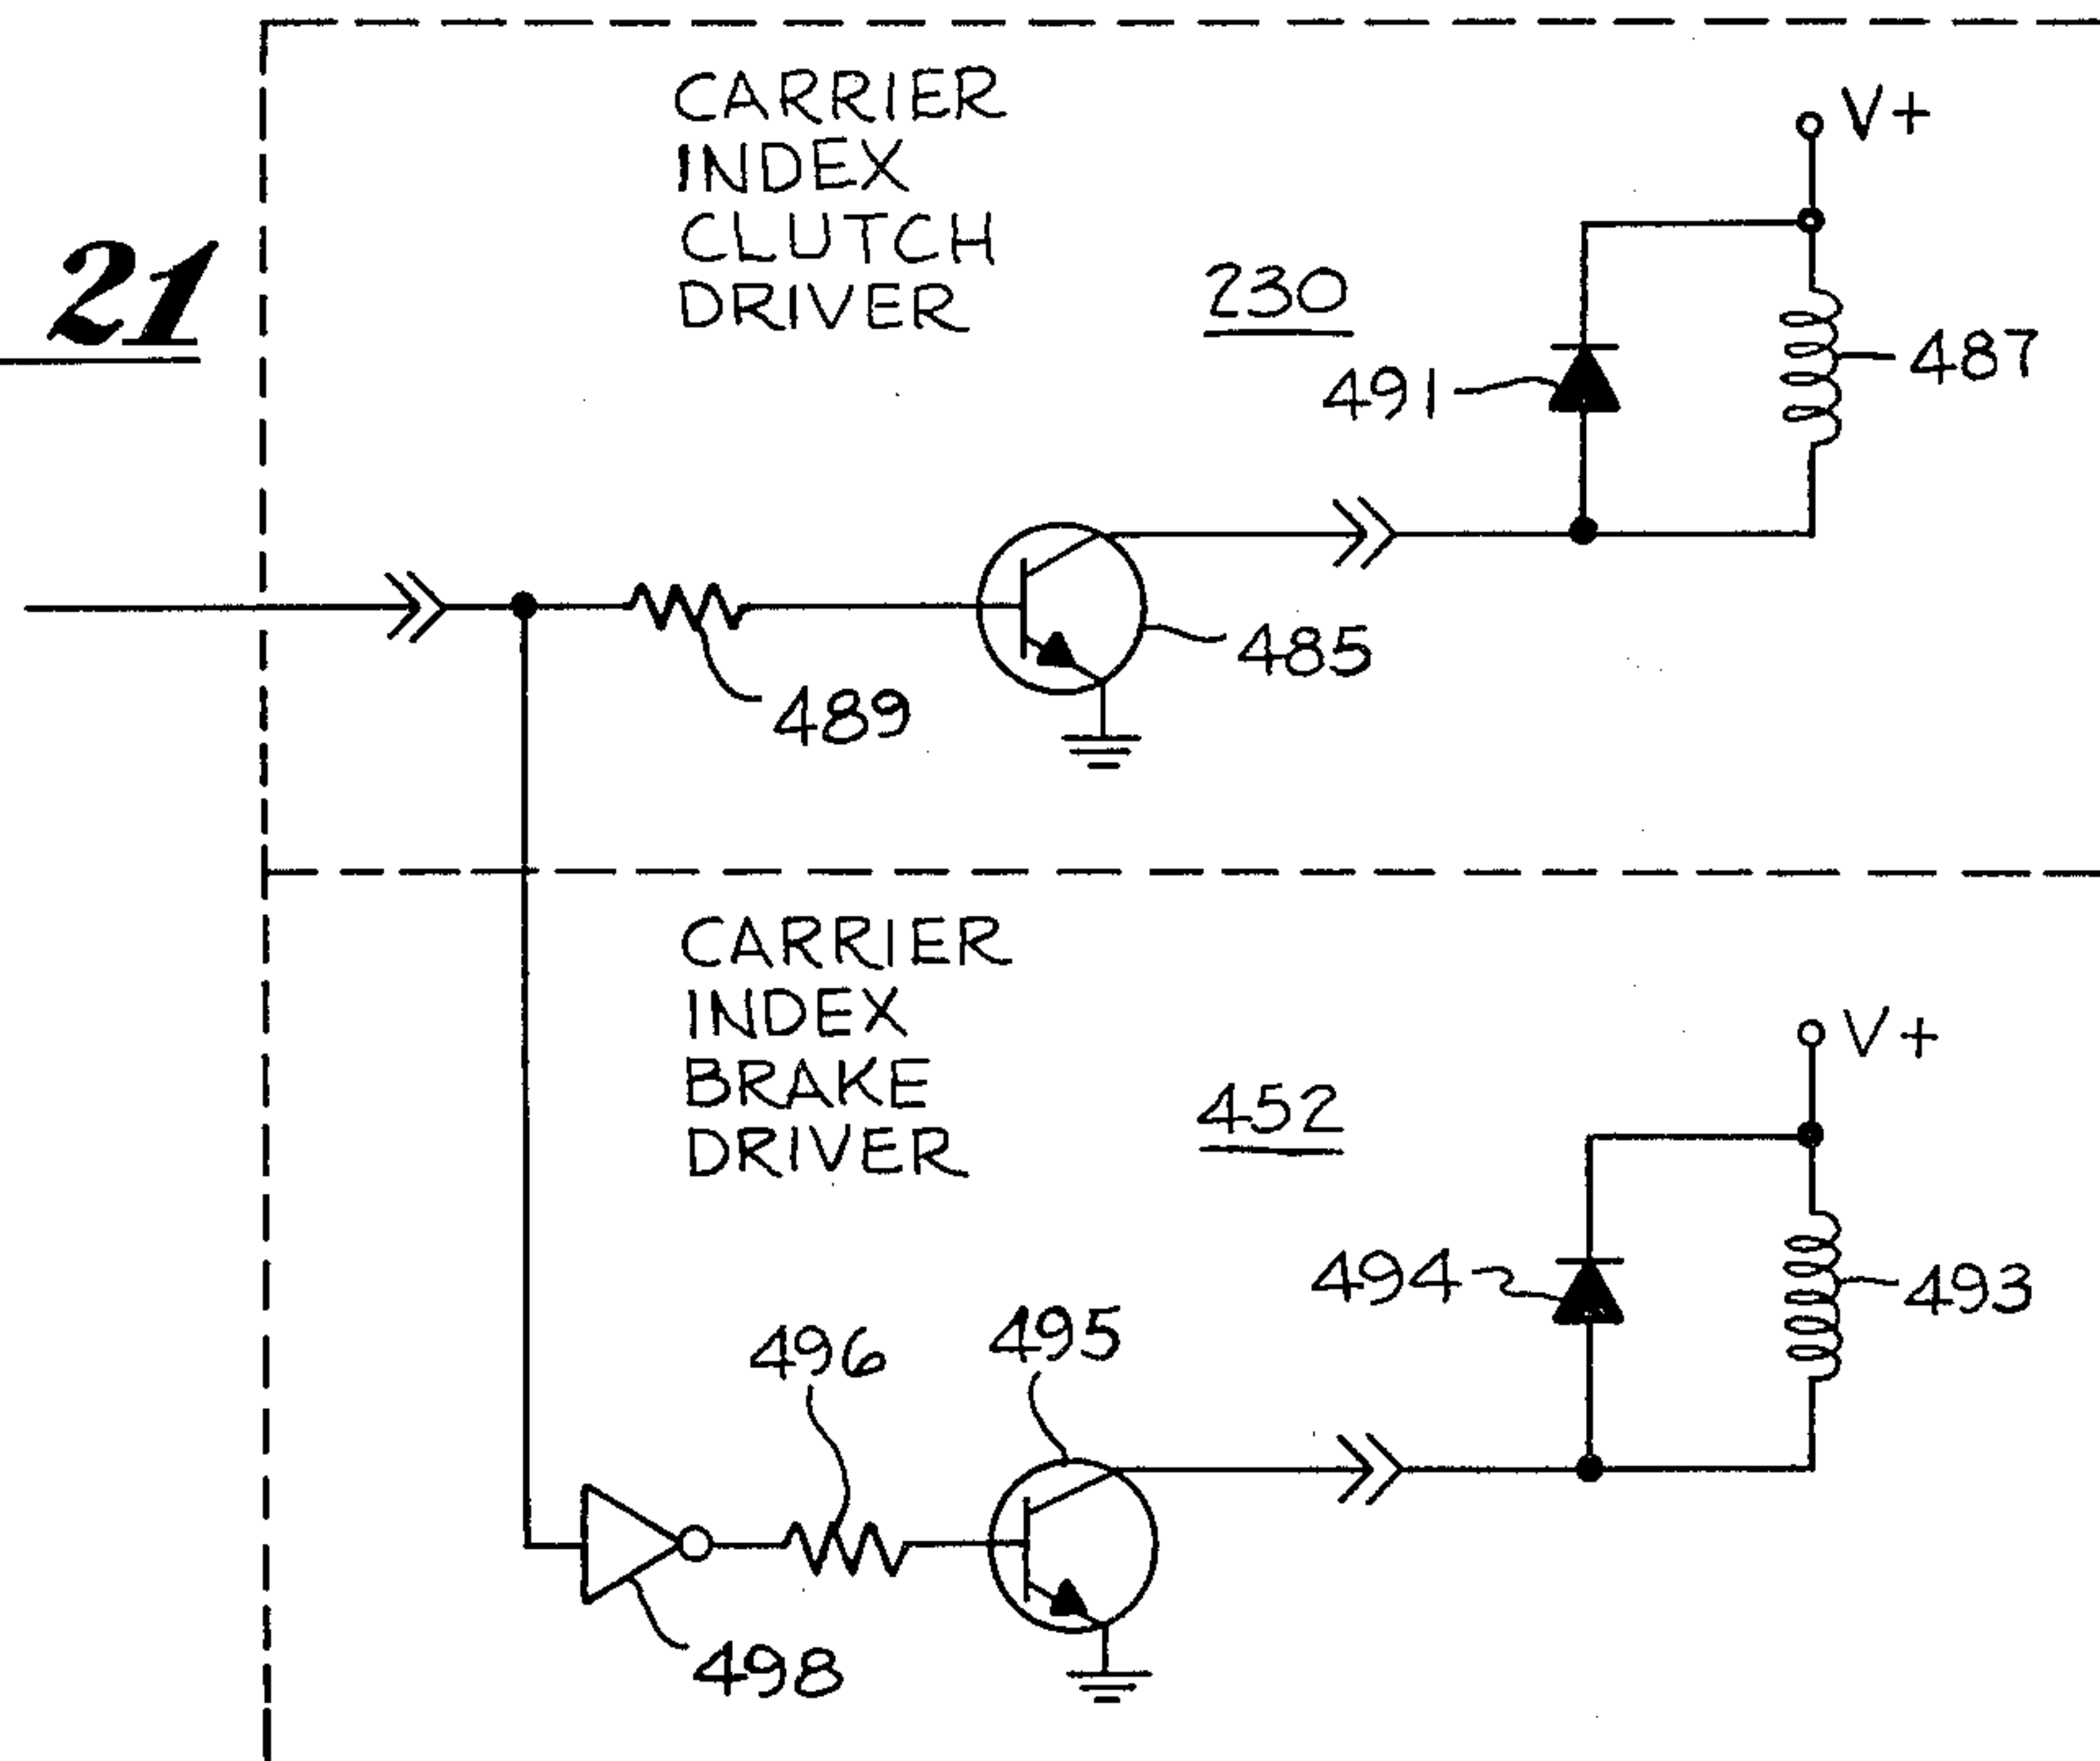 21
CARRIER
INDEX
CLUTCH
DRIVER
230
V+
491
487
485
489
CARRIER
INDEX
BRAKE
DRIVER
452
V+
494
493
496
495
498